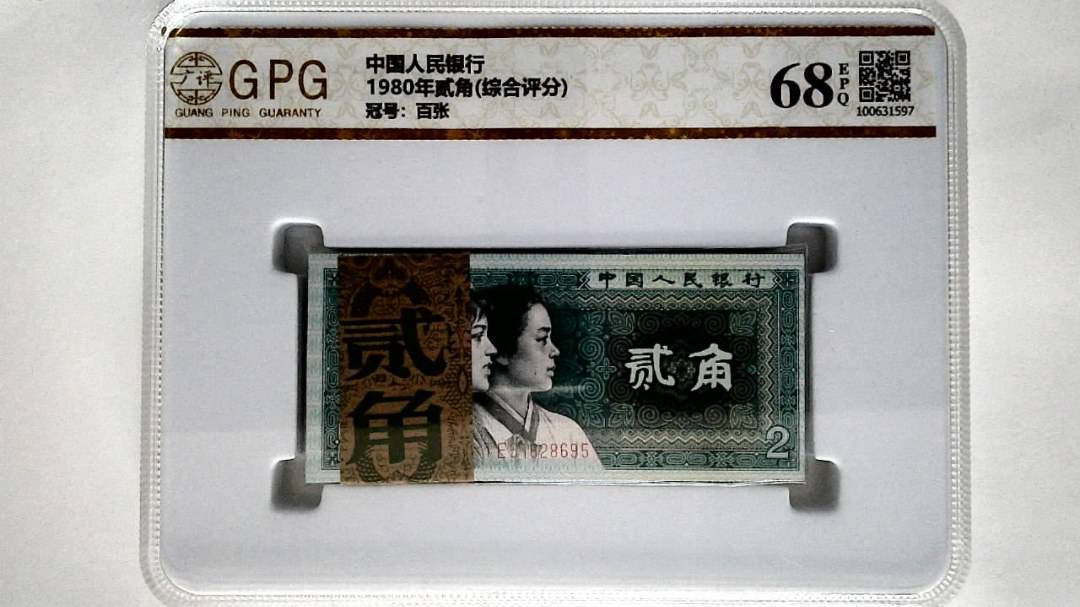 广评
GPG
GUANG PING GUARANTY
中国人民银行
1980年贰角(综合评分)
冠号：百张
68
EPQ
100631597
贰角
中国人民银行
贰角
2